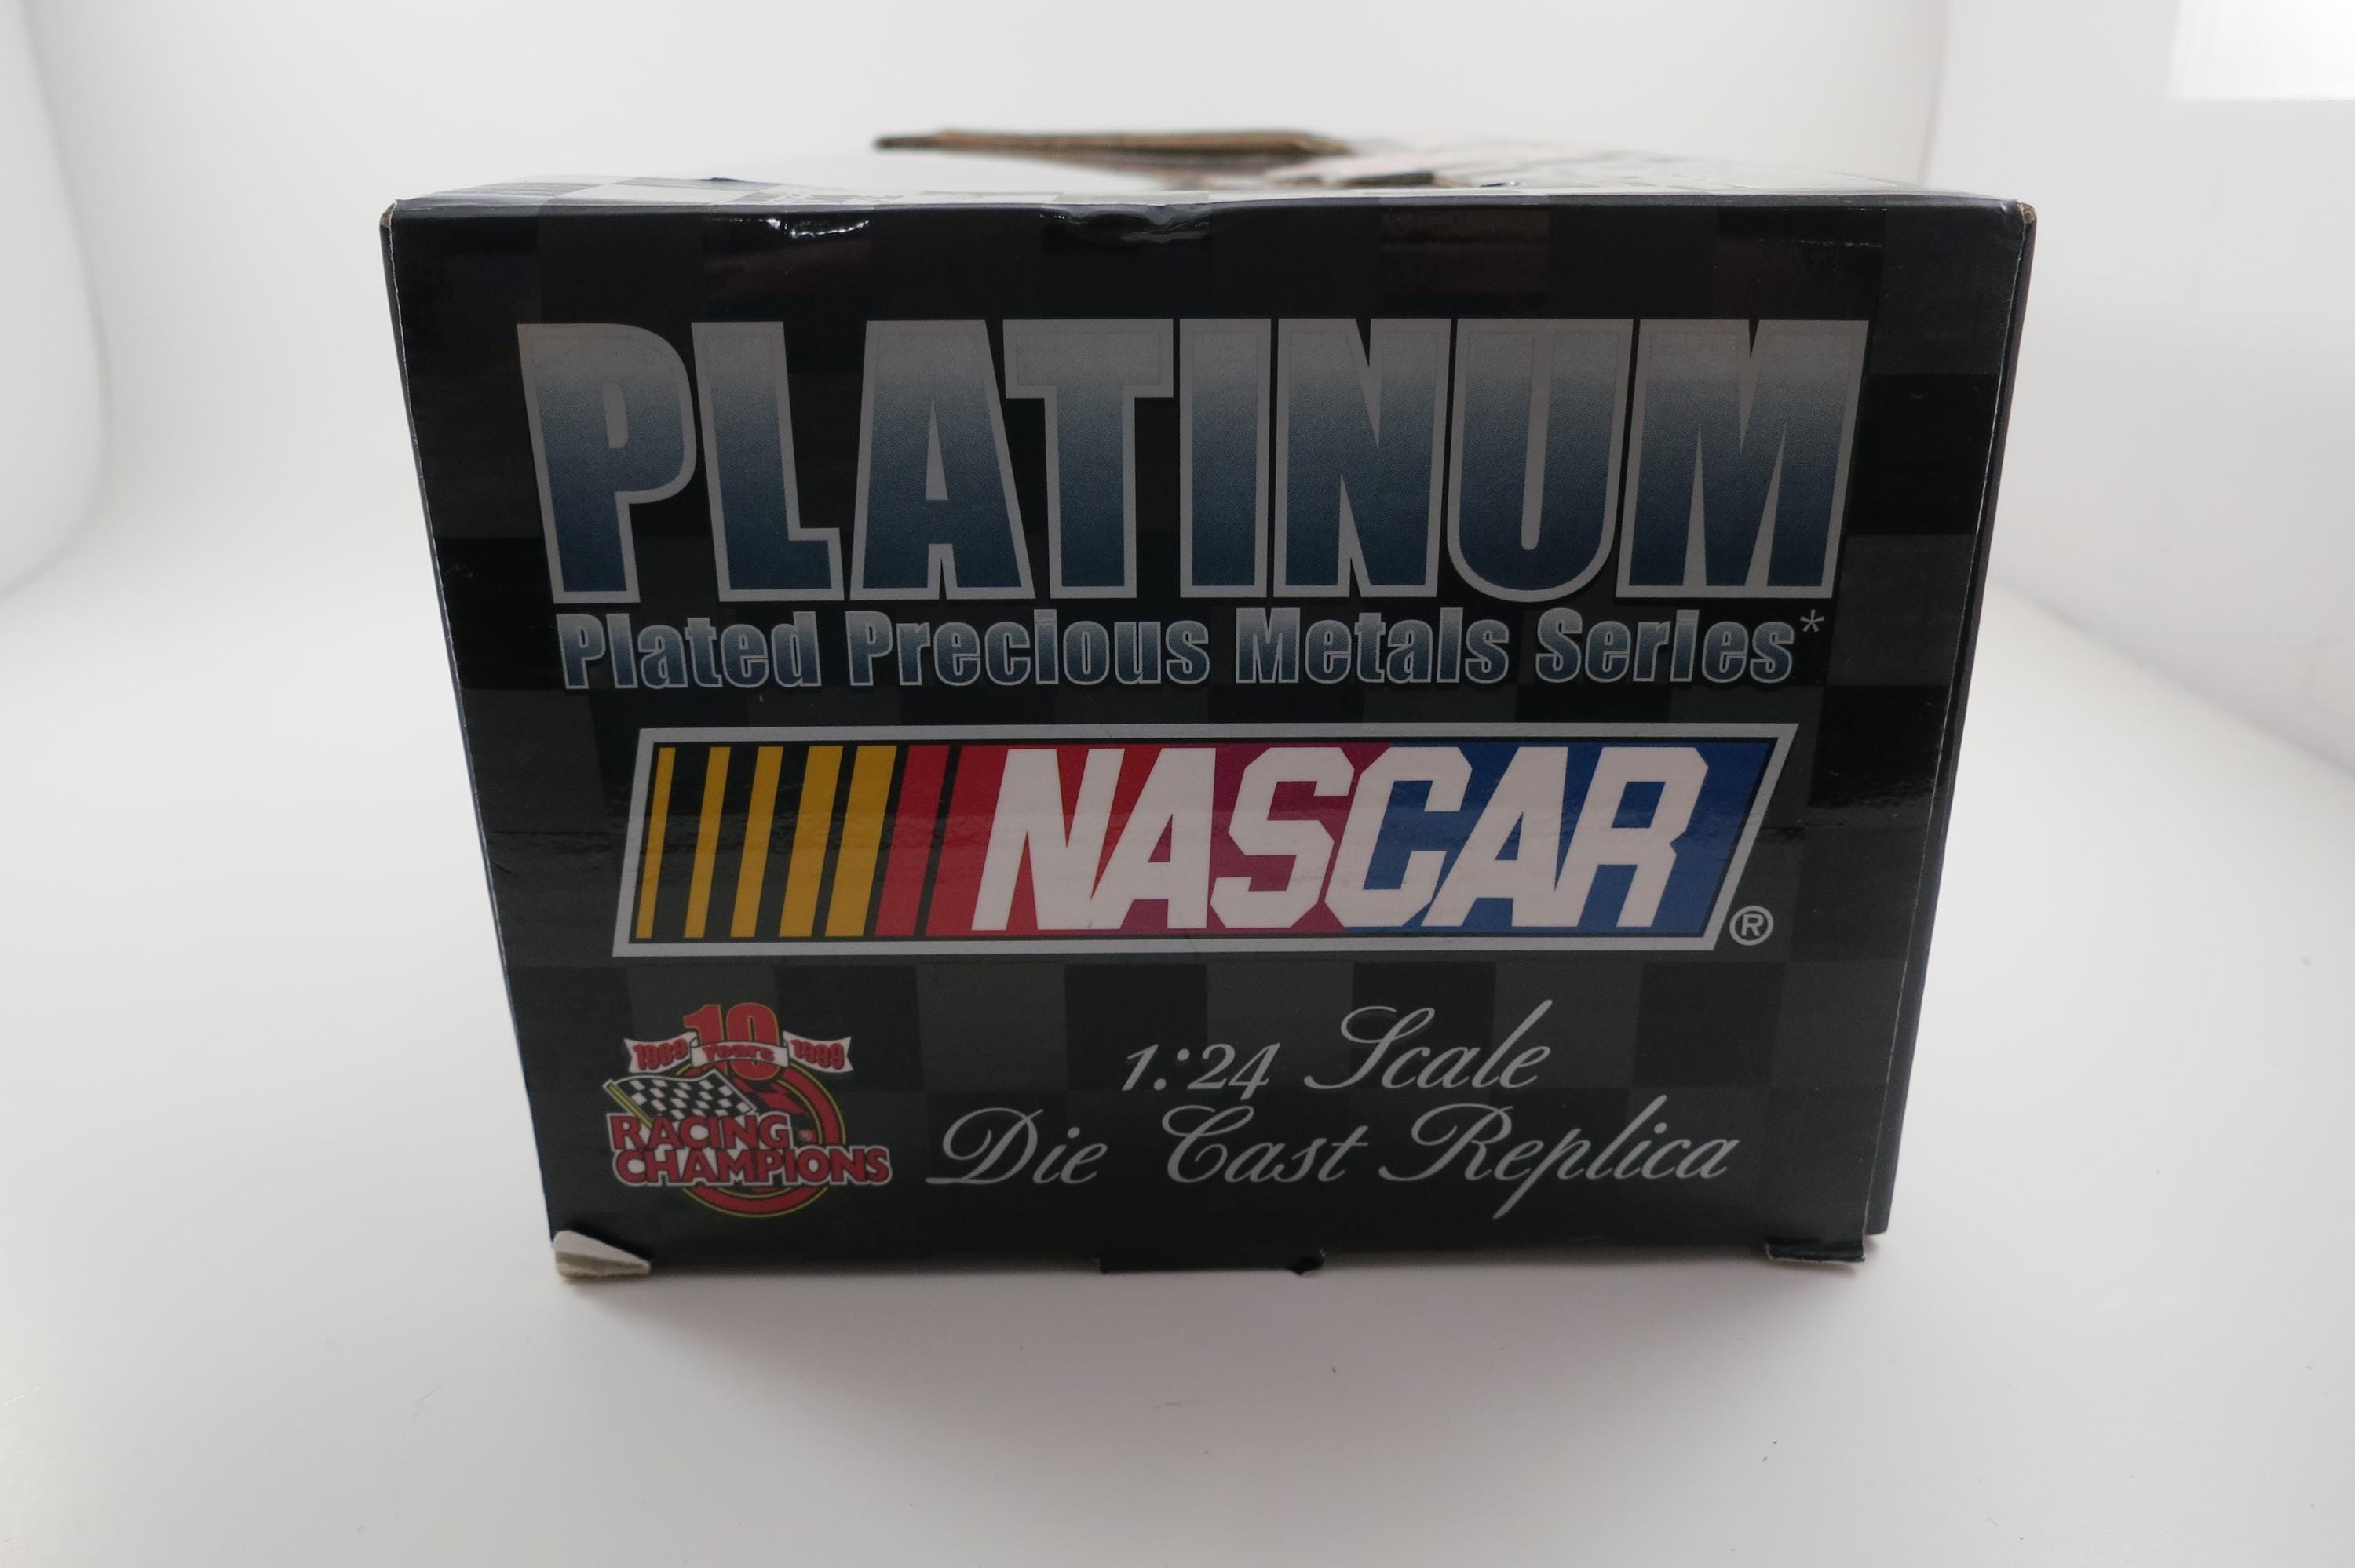 PLATINUM
Plated Precious Metals Series*
NASCAR®
10
1989 Years 1999
RACING®
CHAMPIONS
1:24 Scale
Die Cast Replica